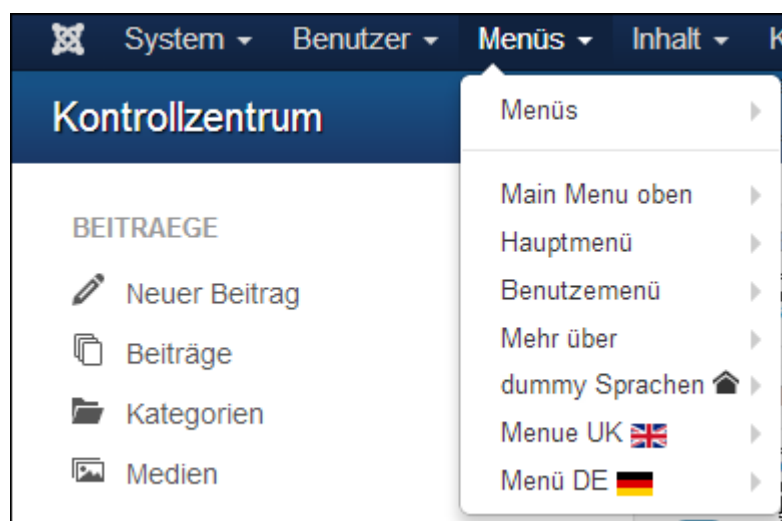 System Benutzer Menüs Inhalt K
Kontrollzentrum
Menüs
Main Menu oben
Hauptmenü
Benutzemenü
Mehr über
dummy Sprachen
Menue UK
Menü DE
BEITRAEGE
Neuer Beitrag
Beiträge
Kategorien
Medien